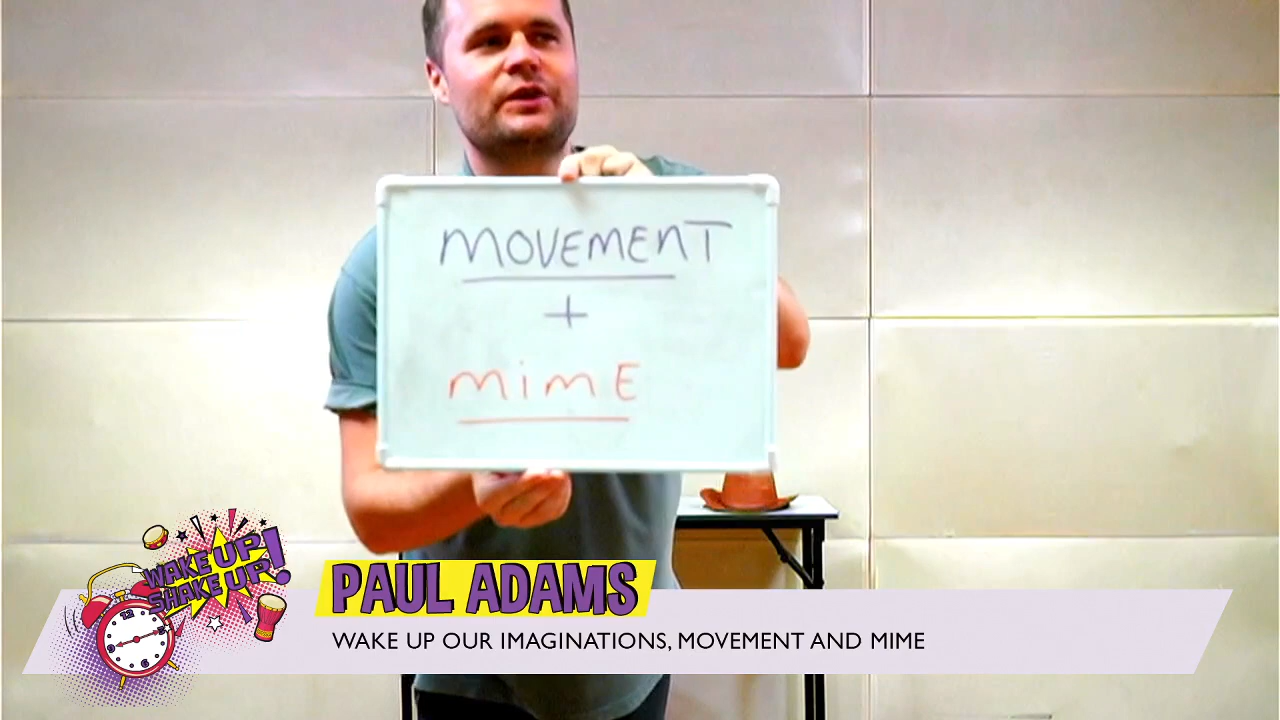 MOVEMENT
+
MiME
WAKE UP
SHAKE UP!
PAUL ADAMS
WAKE UP OUR IMAGINATIONS, MOVEMENT AND MIME